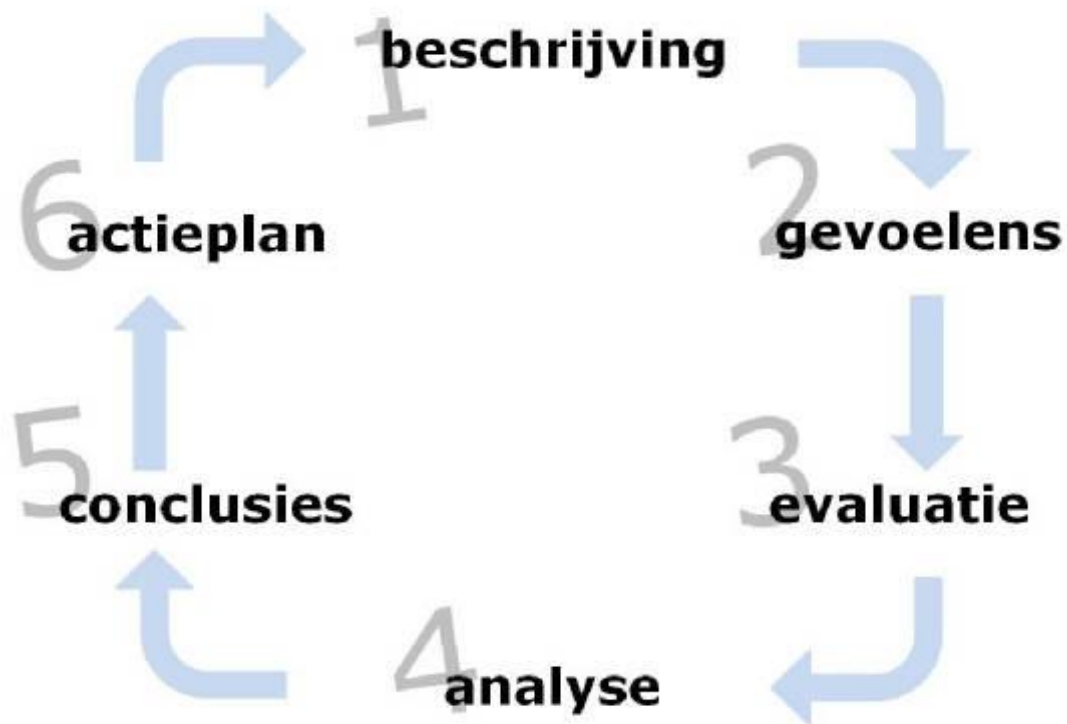 1 beschrijving
2 gevoelens
3 evaluatie
4 analyse
5 conclusies
6 actieplan